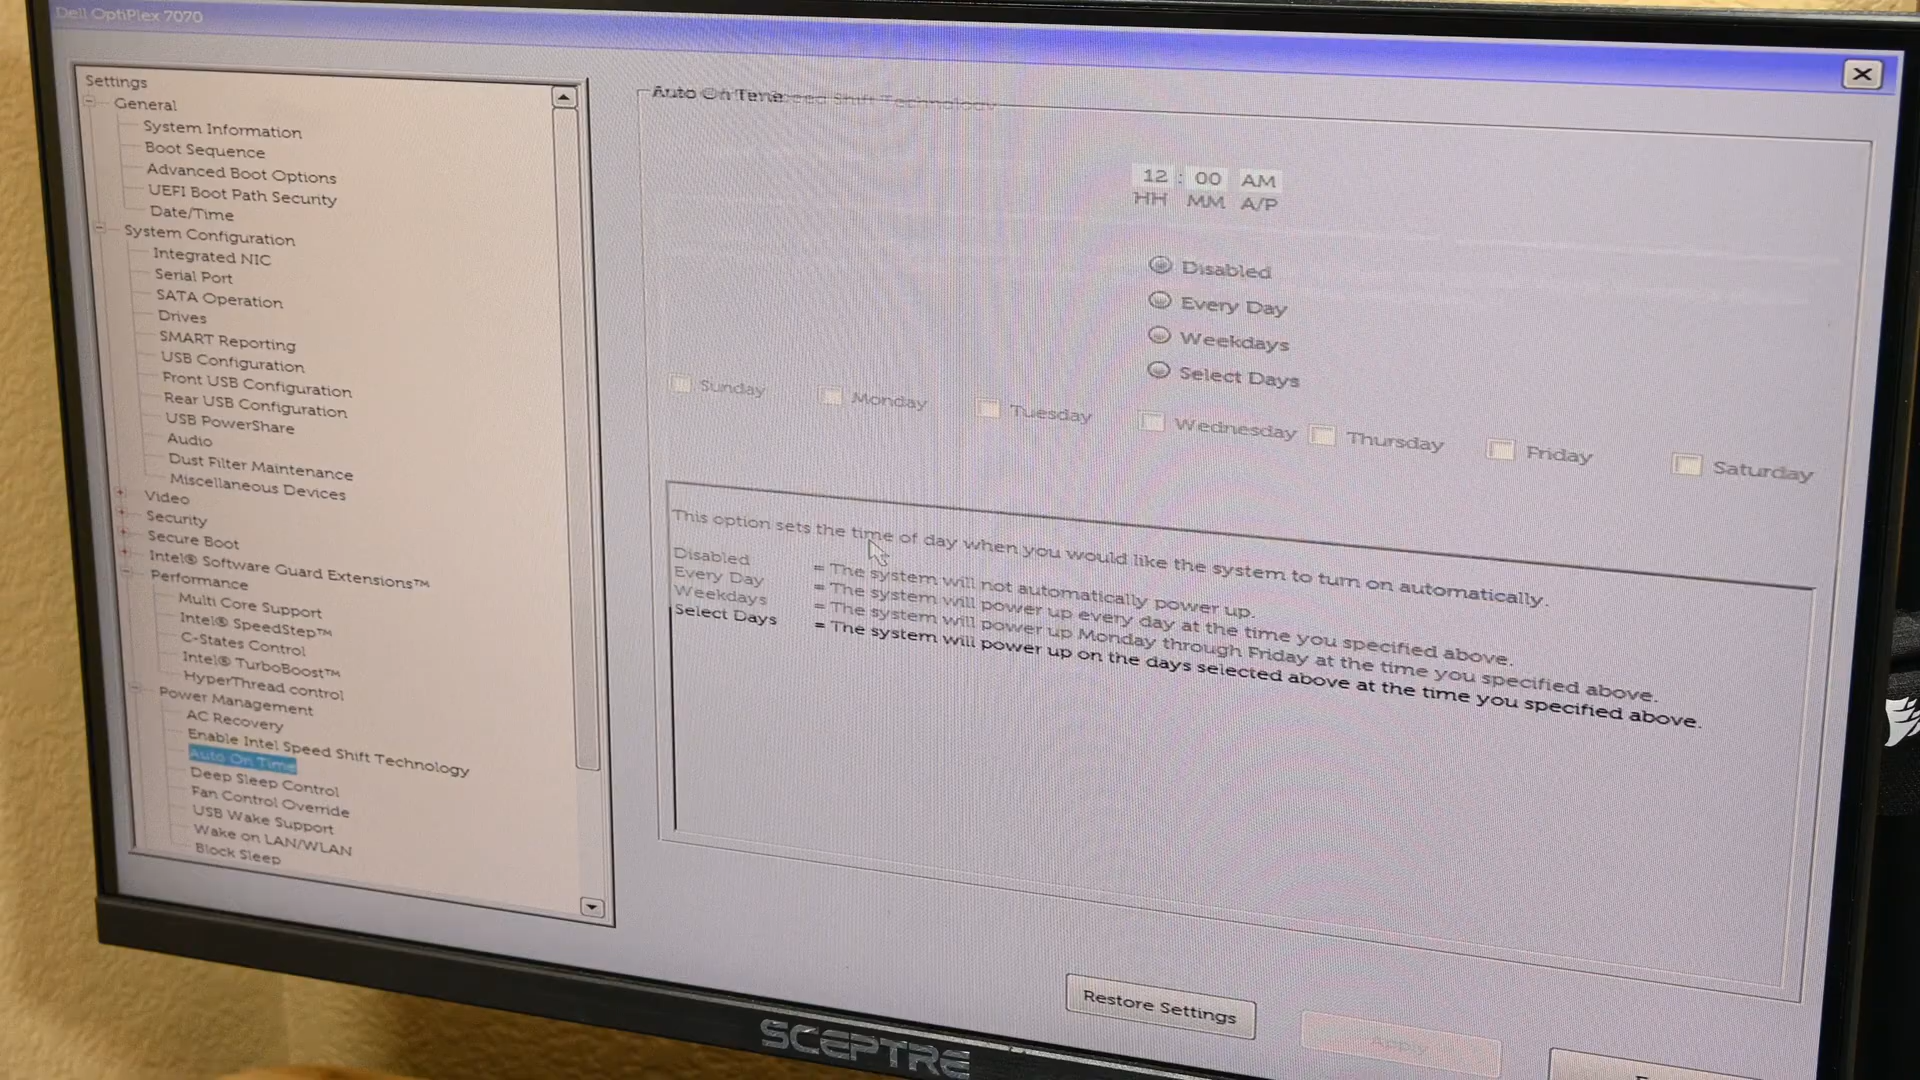 Dell OptiPlex 7070
Settings
General
System Information
Boot Sequence
Advanced Boot Options
UEFI Boot Path Security
Date/Time
System Configuration
Integrated NIC
Serial Port
SATA Operation
Drives
SMART Reporting
USB Configuration
Front USB Configuration
Rear USB Configuration
USB PowerShare
Audio
Dust Filter Maintenance
Miscellaneous Devices
Video
Security
Secure Boot
Intel® Software Guard Extensions™
Performance
Multi Core Support
Intel® SpeedStep™
C-States Control
Intel® TurboBoost™
HyperThread control
Power Management
AC Recovery
Enable Intel Speed Shift Technology
Auto On Time
Deep Sleep Control
Fan Control Override
USB Wake Support
Wake on LAN/WLAN
Block Sleep
Auto On Speed Shift Technology
12 : 00 AM
HH MM A/P
Disabled
Every Day
Weekdays
Select Days
Sunday Monday Tuesday Wednesday Thursday Friday Saturday
This option sets the time of day when you would like the system to turn on automatically.
Disabled = The system will not automatically power up.
Every Day = The system will power up every day at the time you specified above.
Weekdays = The system will power up Monday through Friday at the time you specified above.
Select Days = The system will power up on the days selected above at the time you specified above.
Restore Settings
Apply
SCEPTRE